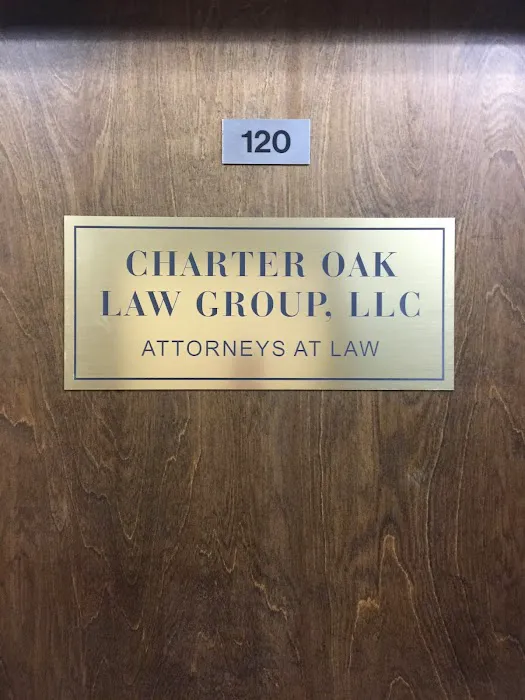 120
CHARTER OAK
LAW GROUP, LLC
ATTORNEYS AT LAW